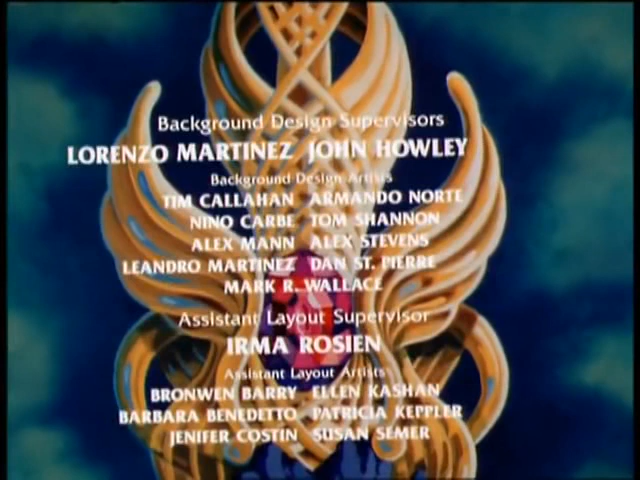 Background Design Supervisors
LORENZO MARTINEZ JOHN HOWLEY
Background Design Artists
TIM CALLAHAN ARMANDO NORTE
NINO CARBE TOM SHANNON
ALEX MANN ALEX STEVENS
LEANDRO MARTINEZ DAN ST. PIERRE
MARK R. WALLACE
Assistant Layout Supervisor
IRMA ROSIEN
Assistant Layout Artists
BRONWEN BARRY ELLEN KASHAN
BARBARA BENEDETTO PATRICIA KEPPLER
JENIFER COSTIN SUSAN SEMER